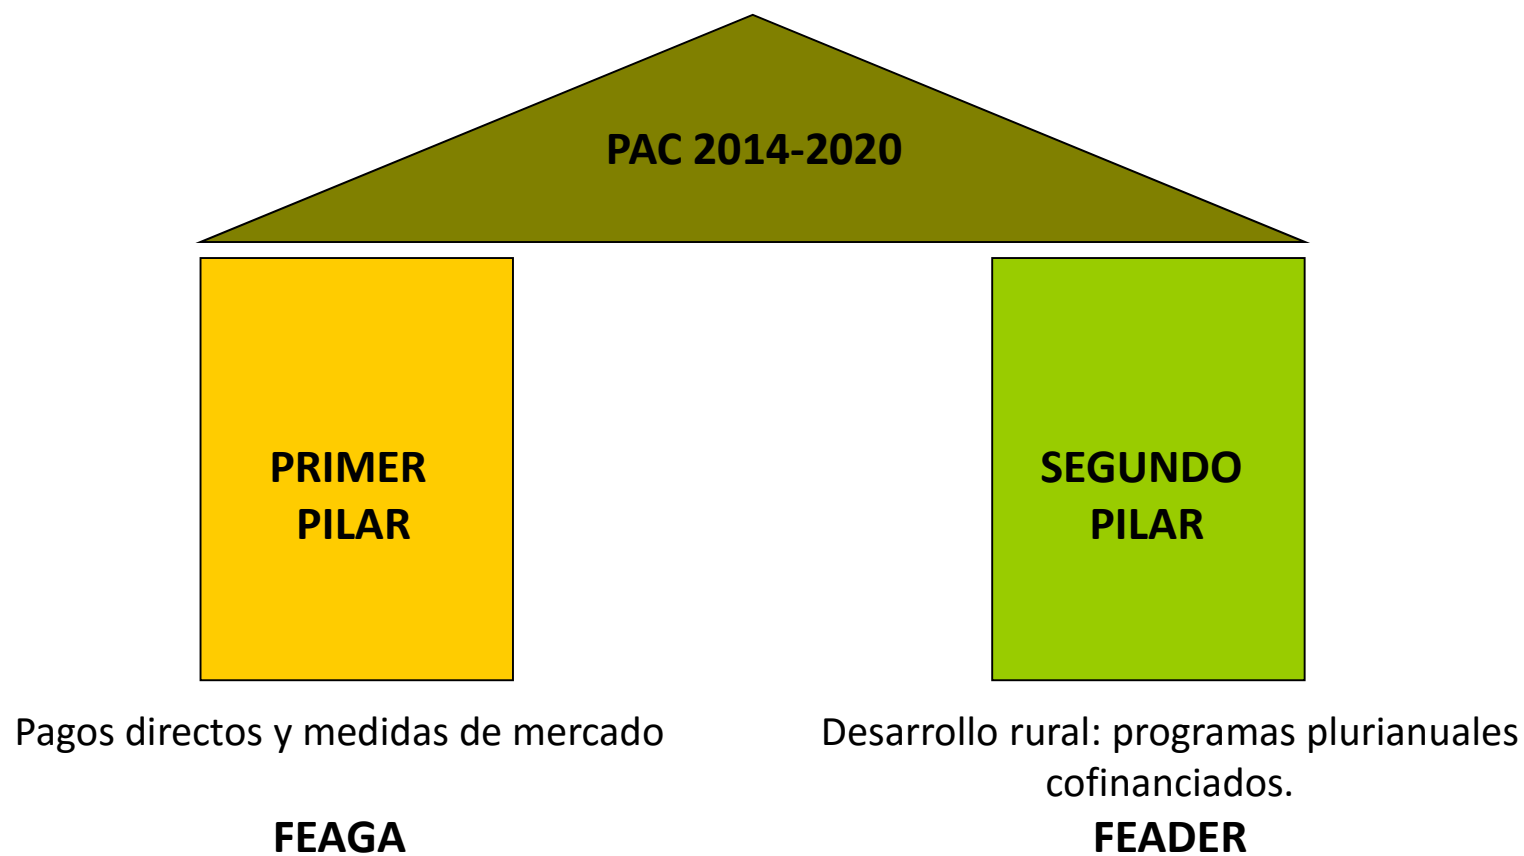 PAC 2014-2020
PRIMER
PILAR
SEGUNDO
PILAR
Pagos directos y medidas de mercado
FEAGA
Desarrollo rural: programas plurianuales
cofinanciados.
FEADER